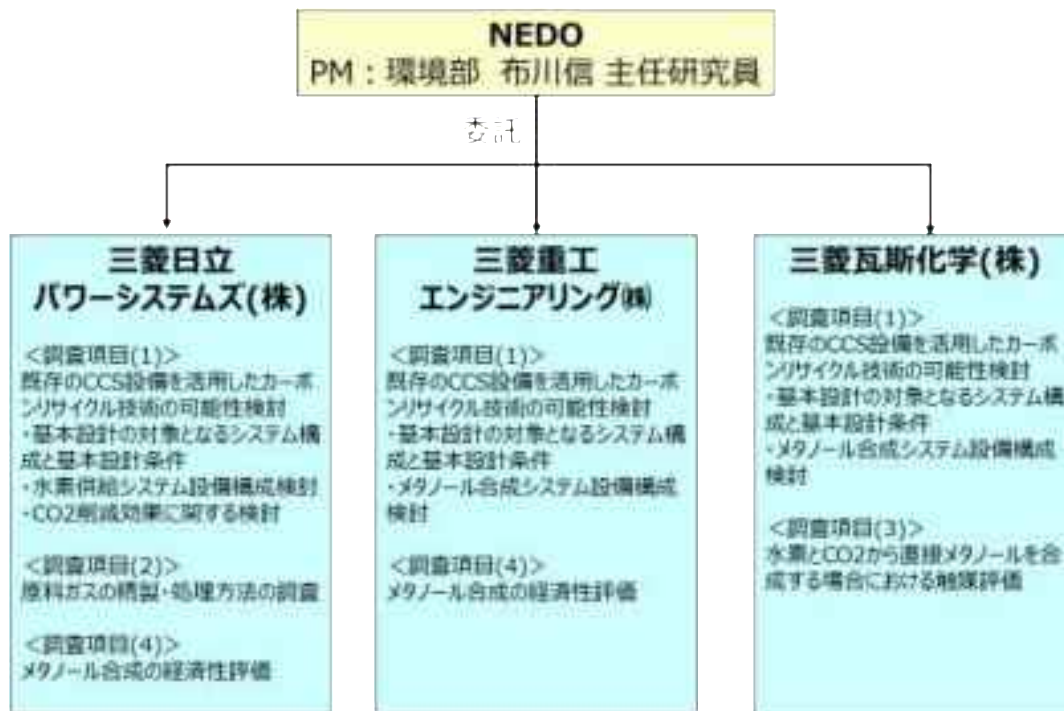 NEDO
PM：環境部 布川信 主任研究員
委託
三菱日立
パワーシステムズ(株)
＜調査項目(1)＞
既存のCCS設備を活用したカーボ
ンリサイクル技術の可能性検討
・基本設計の対象となるシステム構
成と基本設計条件
・水素供給システム設備構成検討
・CO2削減効果に関する検討
＜調査項目(2)＞
原料ガスの精製・処理方法の調査
＜調査項目(4)＞
メタノール合成の経済性評価
三菱重工
エンジニアリング㈱
＜調査項目(1)＞
既存のCCS設備を活用したカーボ
ンリサイクル技術の可能性検討
・基本設計の対象となるシステム構
成と基本設計条件
・メタノール合成システム設備構成
検討
＜調査項目(4)＞
メタノール合成の経済性評価
三菱瓦斯化学(株)
＜調査項目(1)＞
既存のCCS設備を活用したカーボ
ンリサイクル技術の可能性検討
・基本設計の対象となるシステム構
成と基本設計条件
・メタノール合成システム設備構成
検討
＜調査項目(3)＞
水素とCO2から直接メタノールを合
成する場合における触媒評価